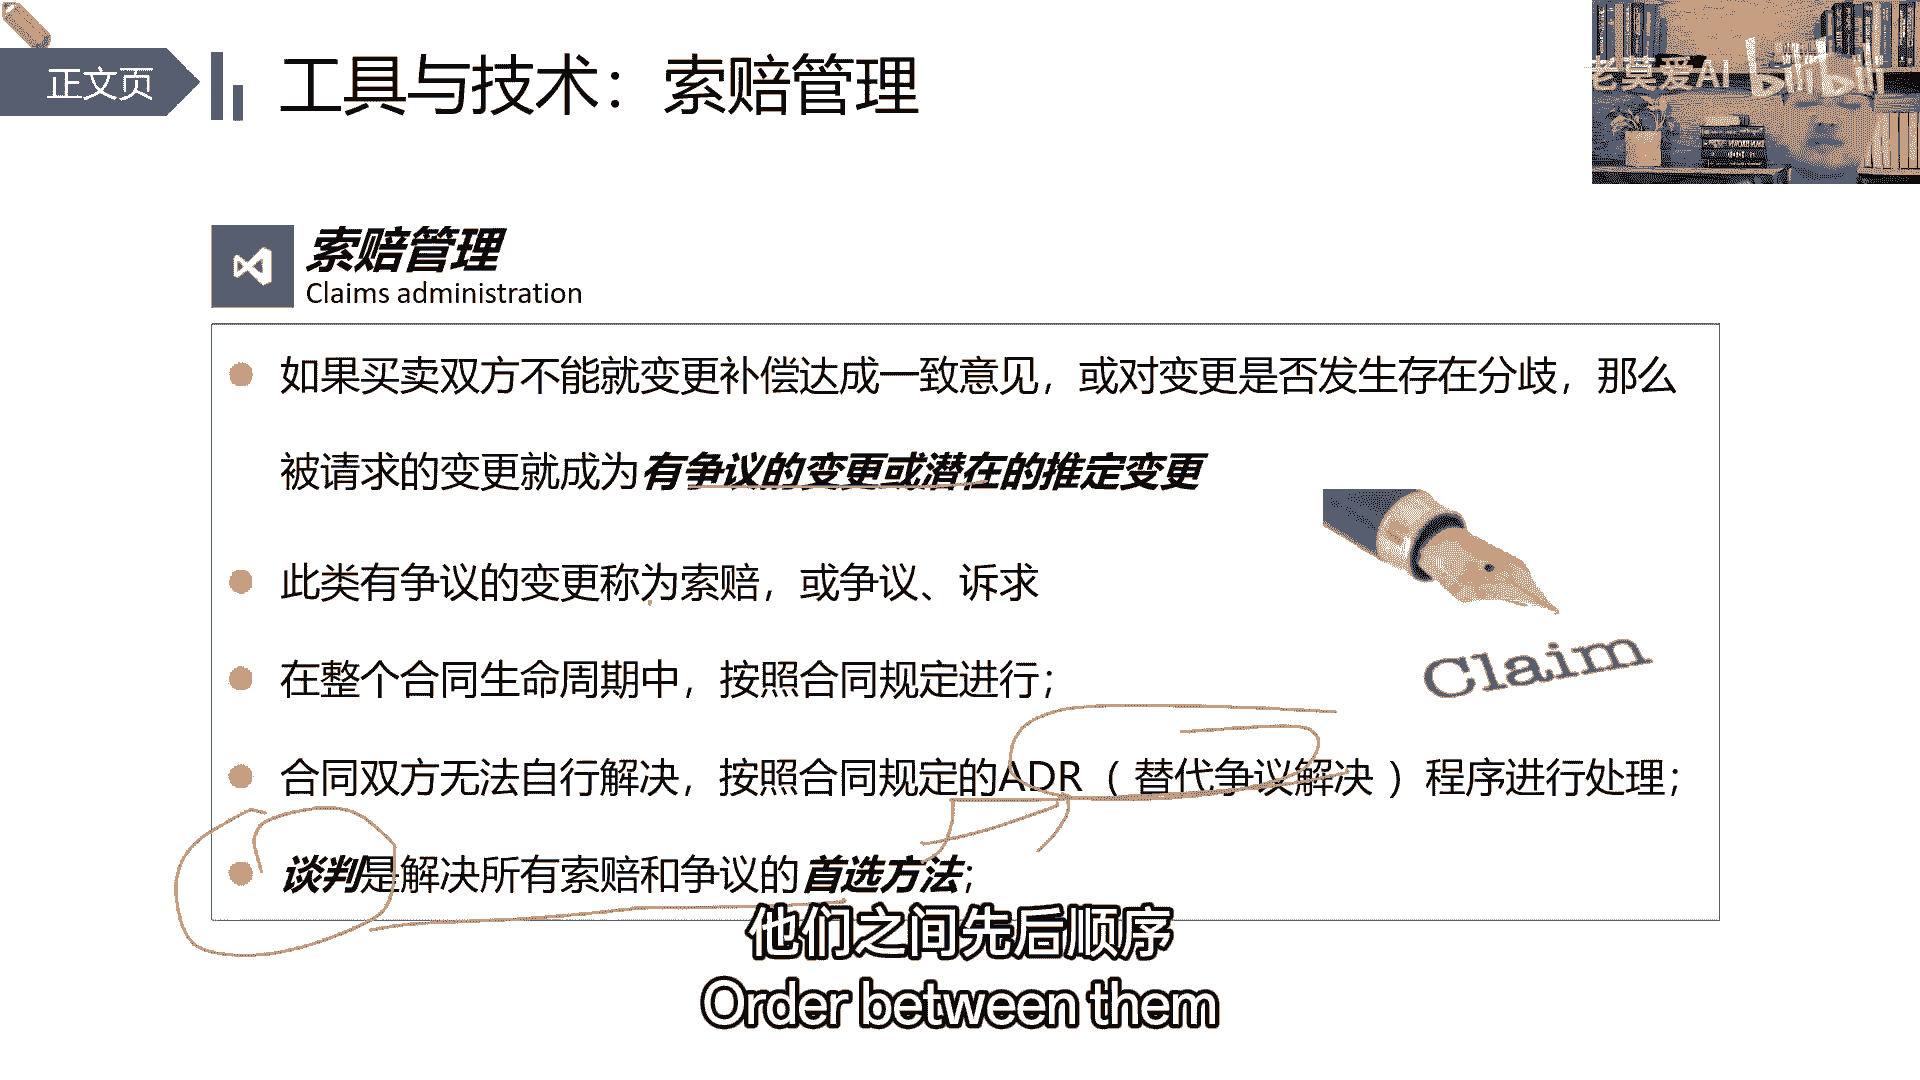 正文页
工具与技术：索赔管理
老莫爱AI bilibili
索赔管理
Claims administration
如果买卖双方不能就变更补偿达成一致意见，或对变更是否发生存在分歧，那么
被请求的变更就成为有争议的变更或潜在的推定变更
此类有争议的变更称为索赔，或争议、诉求
在整个合同生命周期中，按照合同规定进行；
Claim
合同双方无法自行解决，按照合同规定的ADR（替代争议解决）程序进行处理；
谈判是解决所有索赔和争议的首选方法；
他们之间先后顺序
Order between them